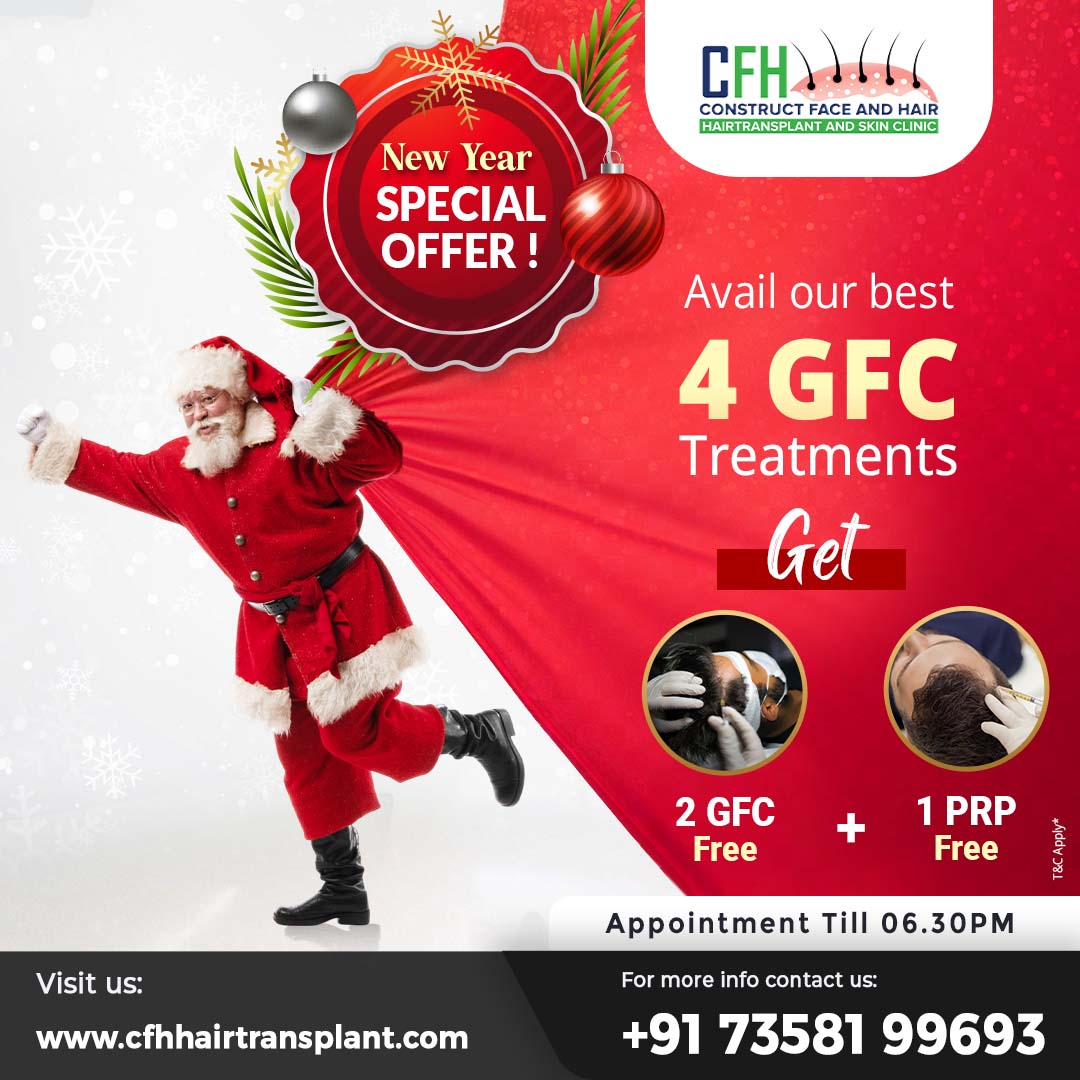 CFH
CONSTRUCT FACE AND HAIR
HAIRTRANSPLANT AND SKIN CLINIC
New Year
SPECIAL
OFFER !
Avail our best
4 GFC
Treatments
Get
2 GFC
Free
+
1 PRP
Free
T&C Apply*
Appointment Till 06.30PM
Visit us:
www.cfhhairtransplant.com
For more info contact us:
+91 73581 99693